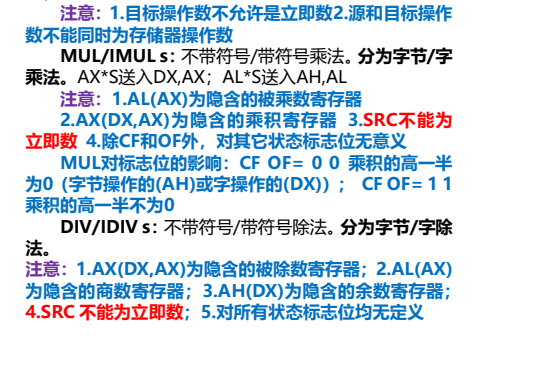 注意：1.目标操作数不允许是立即数2.源和目标操作
数不能同时为存储器操作数
MUL/IMUL s：不带符号/带符号乘法。分为字节/字
乘法。AX*S送入DX,AX；AL*S送入AH,AL
注意：1.AL(AX)为隐含的被乘数寄存器
2.AX(DX,AX)为隐含的乘积寄存器 3.SRC不能为
立即数 4.除CF和OF外，对其它状态标志位无意义
MUL对标志位的影响：CF OF= 0 0 乘积的高一半
为0（字节操作的(AH)或字操作的(DX)）； CF OF= 1 1
乘积的高一半不为0
DIV/IDIV s：不带符号/带符号除法。分为字节/字除
法。
注意：1.AX(DX,AX)为隐含的被除数寄存器；2.AL(AX)
为隐含的商数寄存器；3.AH(DX)为隐含的余数寄存器；
4.SRC 不能为立即数；5.对所有状态标志位均无定义